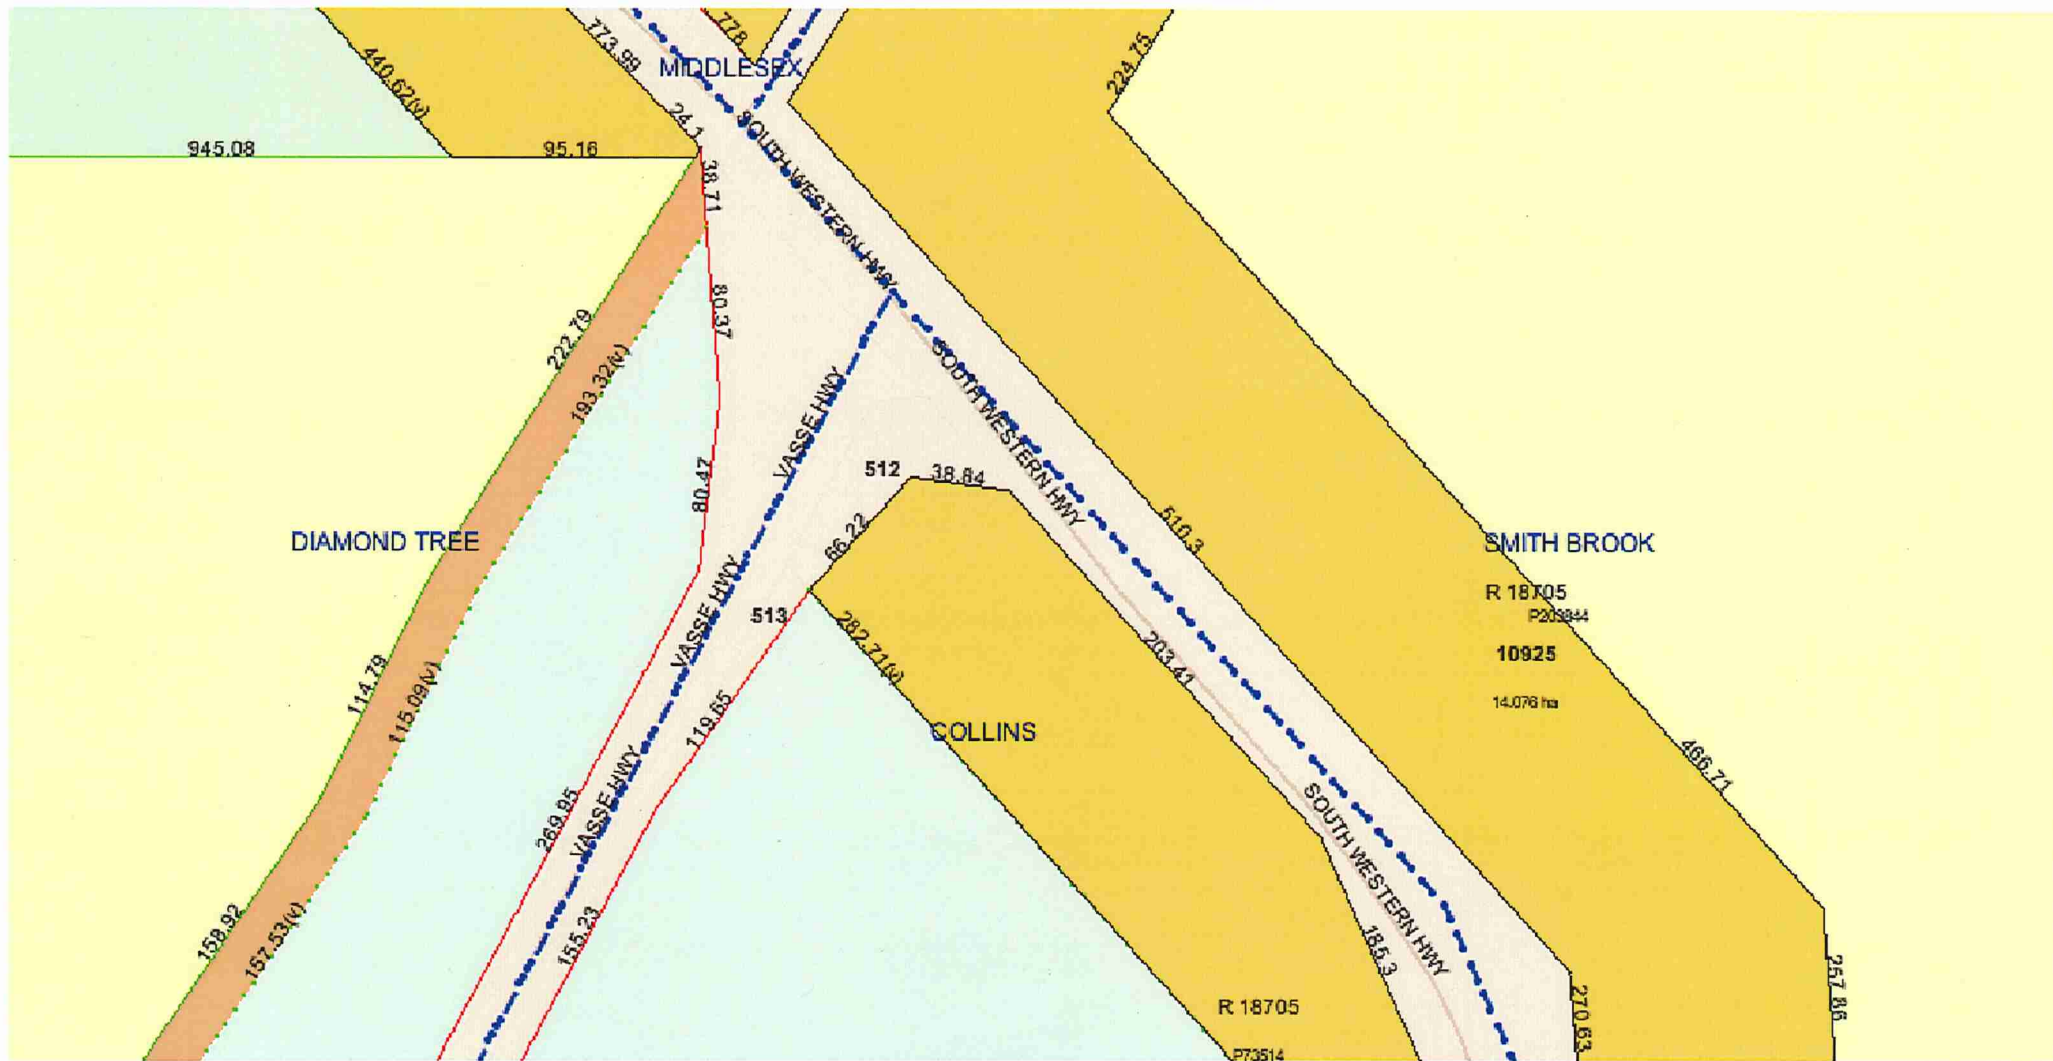 773.99
778
440.62(v)
MIDDLESEX
224.75
24.1
945.08
95.16
SOUTH WESTERN HWY
38.71
80.37
222.79
193.32(v)
SOUTH WESTERN HWY
VASSE HWY
80.47
512
38.64
66.22
510.3
DIAMOND TREE
SMITH BROOK
R 18705
P203844
10925
14.076 ha
VASSE HWY
513
282.71(v)
203.41
114.79
115.09(v)
119.65
COLLINS
466.71
269.95
VASSE HWY
SOUTH WESTERN HWY
158.92
157.53(v)
155.23
185.3
257.86
270.63
R 18705
P73514